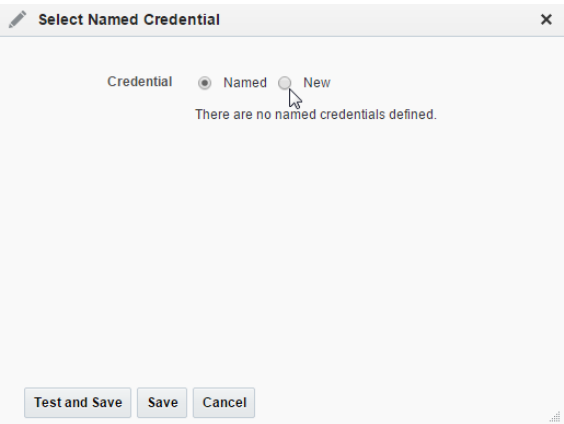 Select Named Credential
Credential Named New
There are no named credentials defined.
Test and Save Save Cancel